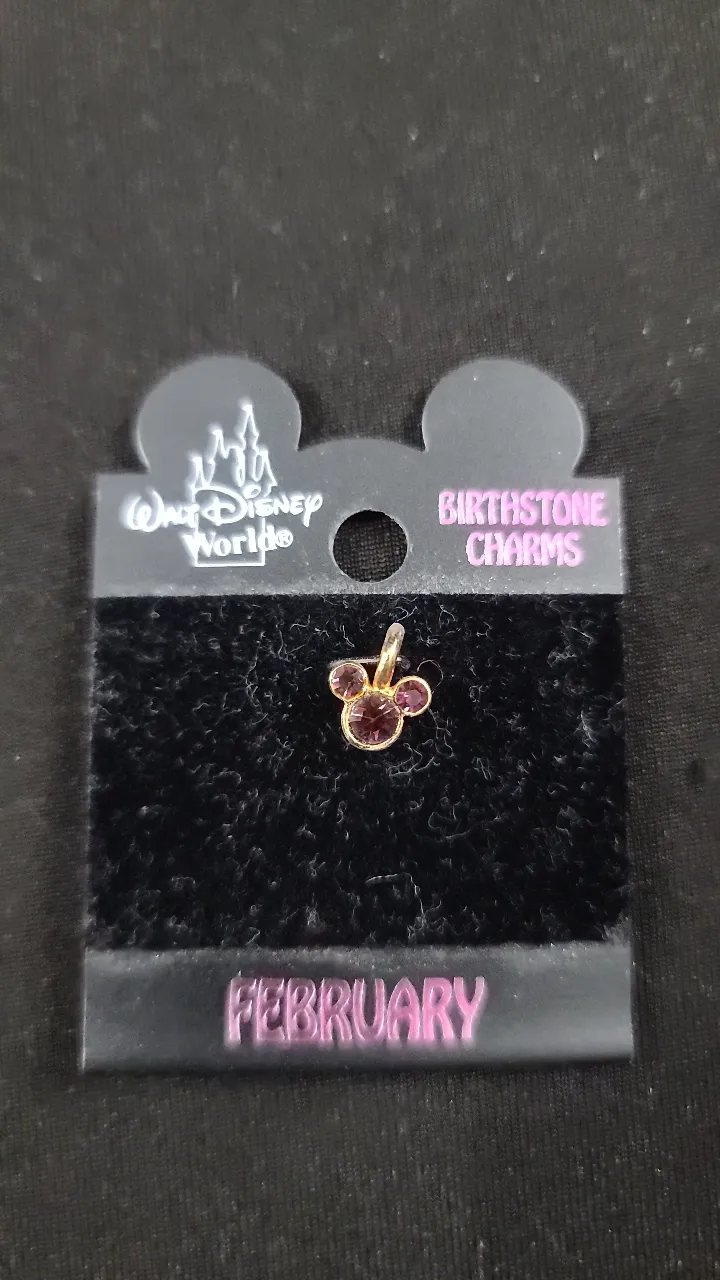 WALT DISNEY
World®
BIRTHSTONE
CHARMS
FEBRUARY